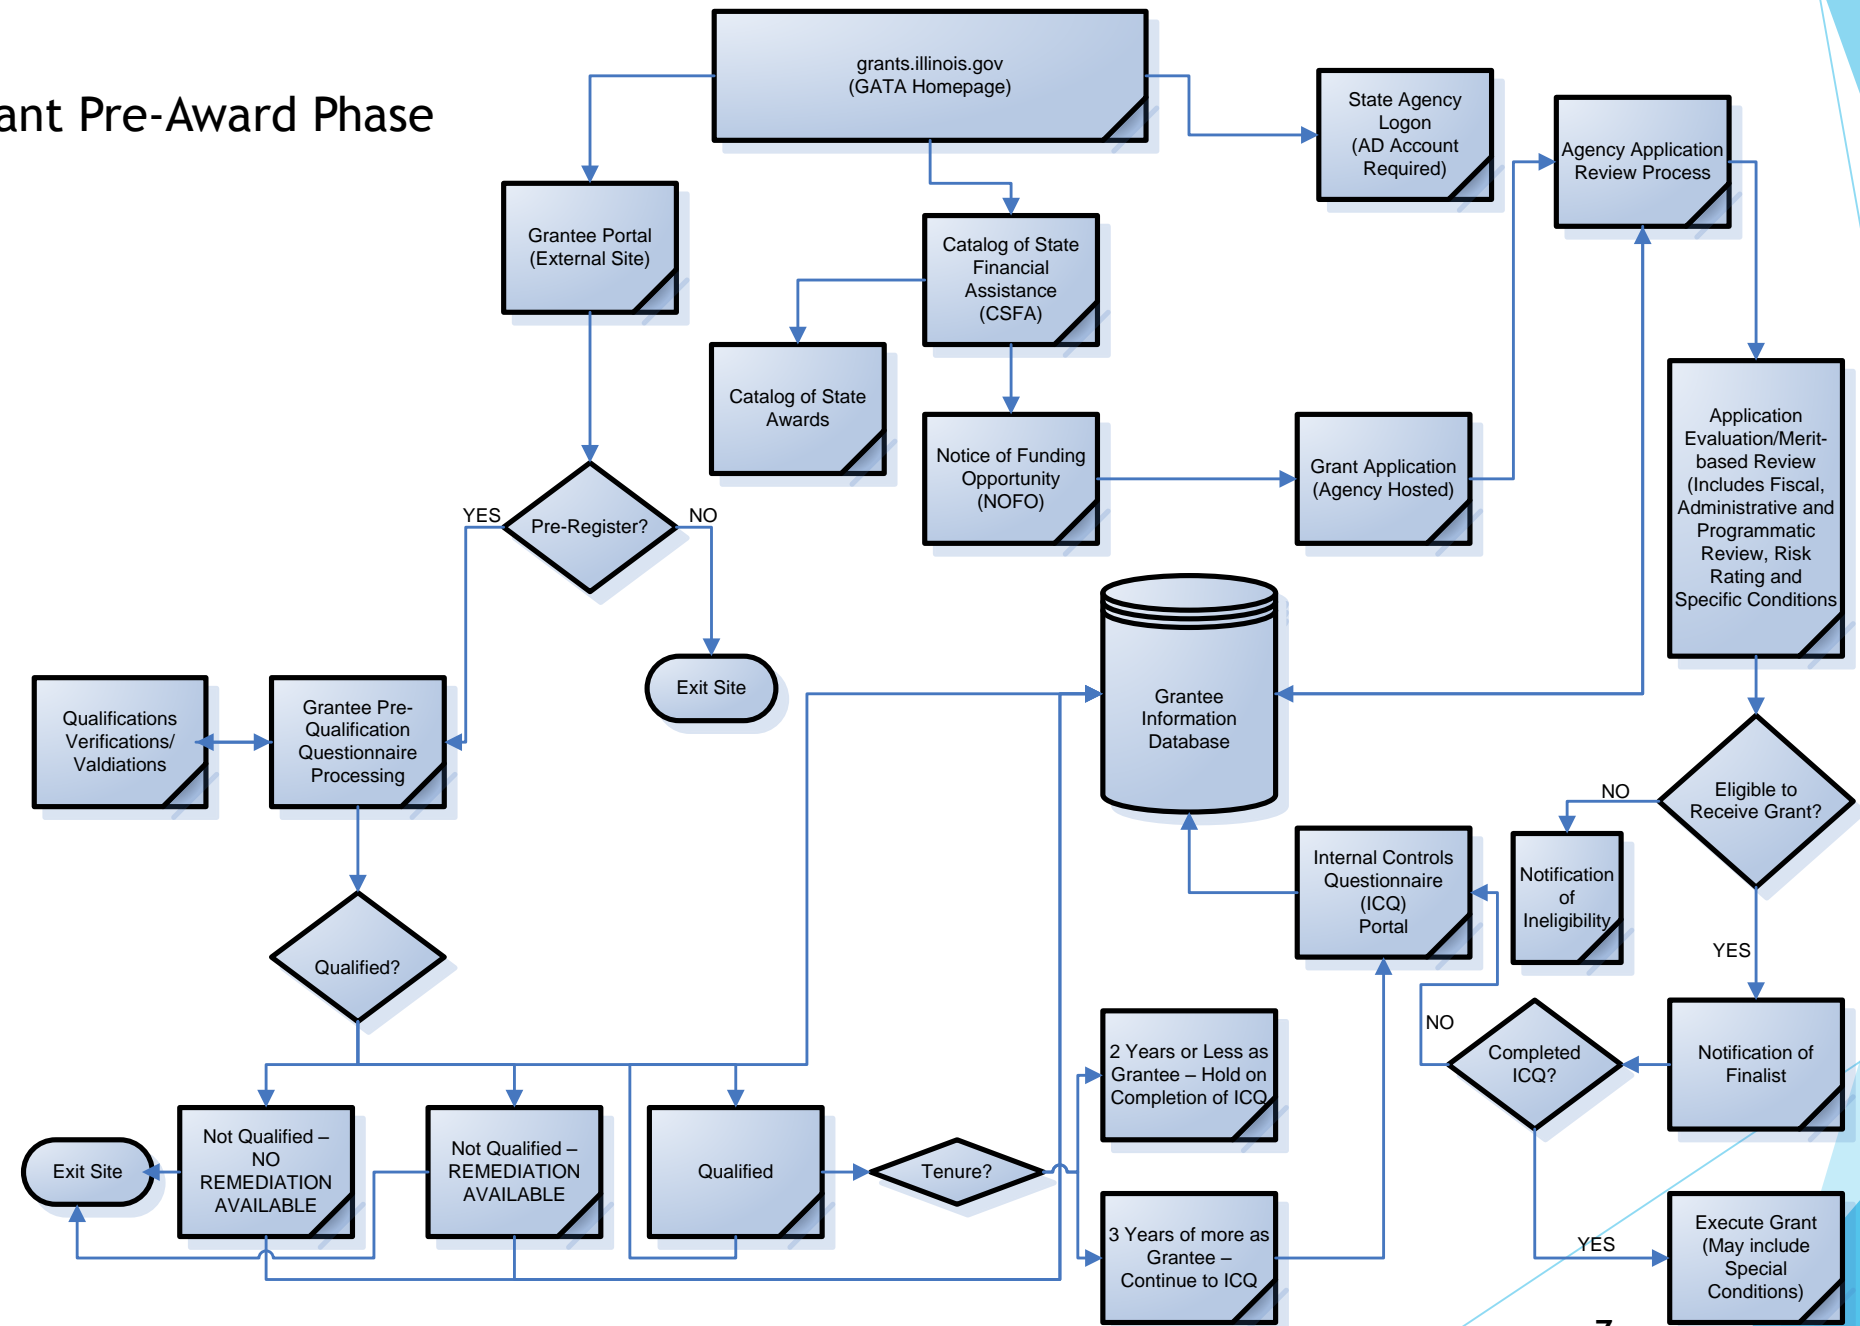 ant Pre-Award Phase
grants.illinois.gov
(GATA Homepage)
State Agency
Logon
(AD Account
Required)
Agency Application
Review Process
Grantee Portal
(External Site)
Catalog of State
Financial
Assistance
(CSFA)
Catalog of State
Awards
Notice of Funding
Opportunity
(NOFO)
Grant Application
(Agency Hosted)
Application
Evaluation/Merit-
based Review
(Includes Fiscal,
Administrative and
Programmatic
Review, Risk
Rating and
Specific Conditions
YES
Pre-Register?
NO
Exit Site
Qualifications
Verifications/
Valdiations
Grantee Pre-
Qualification
Questionnaire
Processing
Grantee
Information
Database
NO
Eligible to
Receive Grant?
Internal Controls
Questionnaire
(ICQ)
Portal
Notification
of
Ineligibility
YES
Qualified?
NO
2 Years or Less as
Grantee – Hold on
Completion of ICQ
Completed
ICQ?
Notification of
Finalist
Exit Site
Not Qualified –
NO
REMEDIATION
AVAILABLE
Not Qualified –
REMEDIATION
AVAILABLE
Qualified
Tenure?
3 Years of more as
Grantee –
Continue to ICQ
YES
Execute Grant
(May include
Special
Conditions)